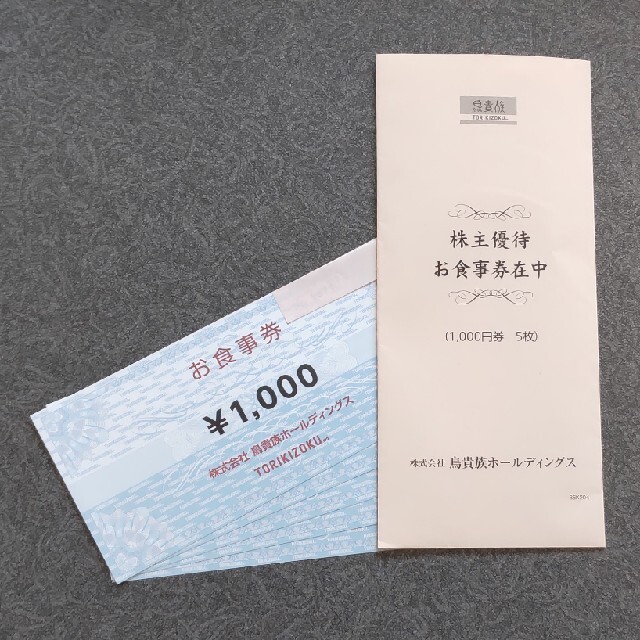 お食事券
￥1,000
株式会社 鳥貴族ホールディングス
TORIKIZOKU
鳥貴族
TORIKIZOKU
株主優待
お食事券在中
(1,000円券 5枚)
株式会社 鳥貴族ホールディングス